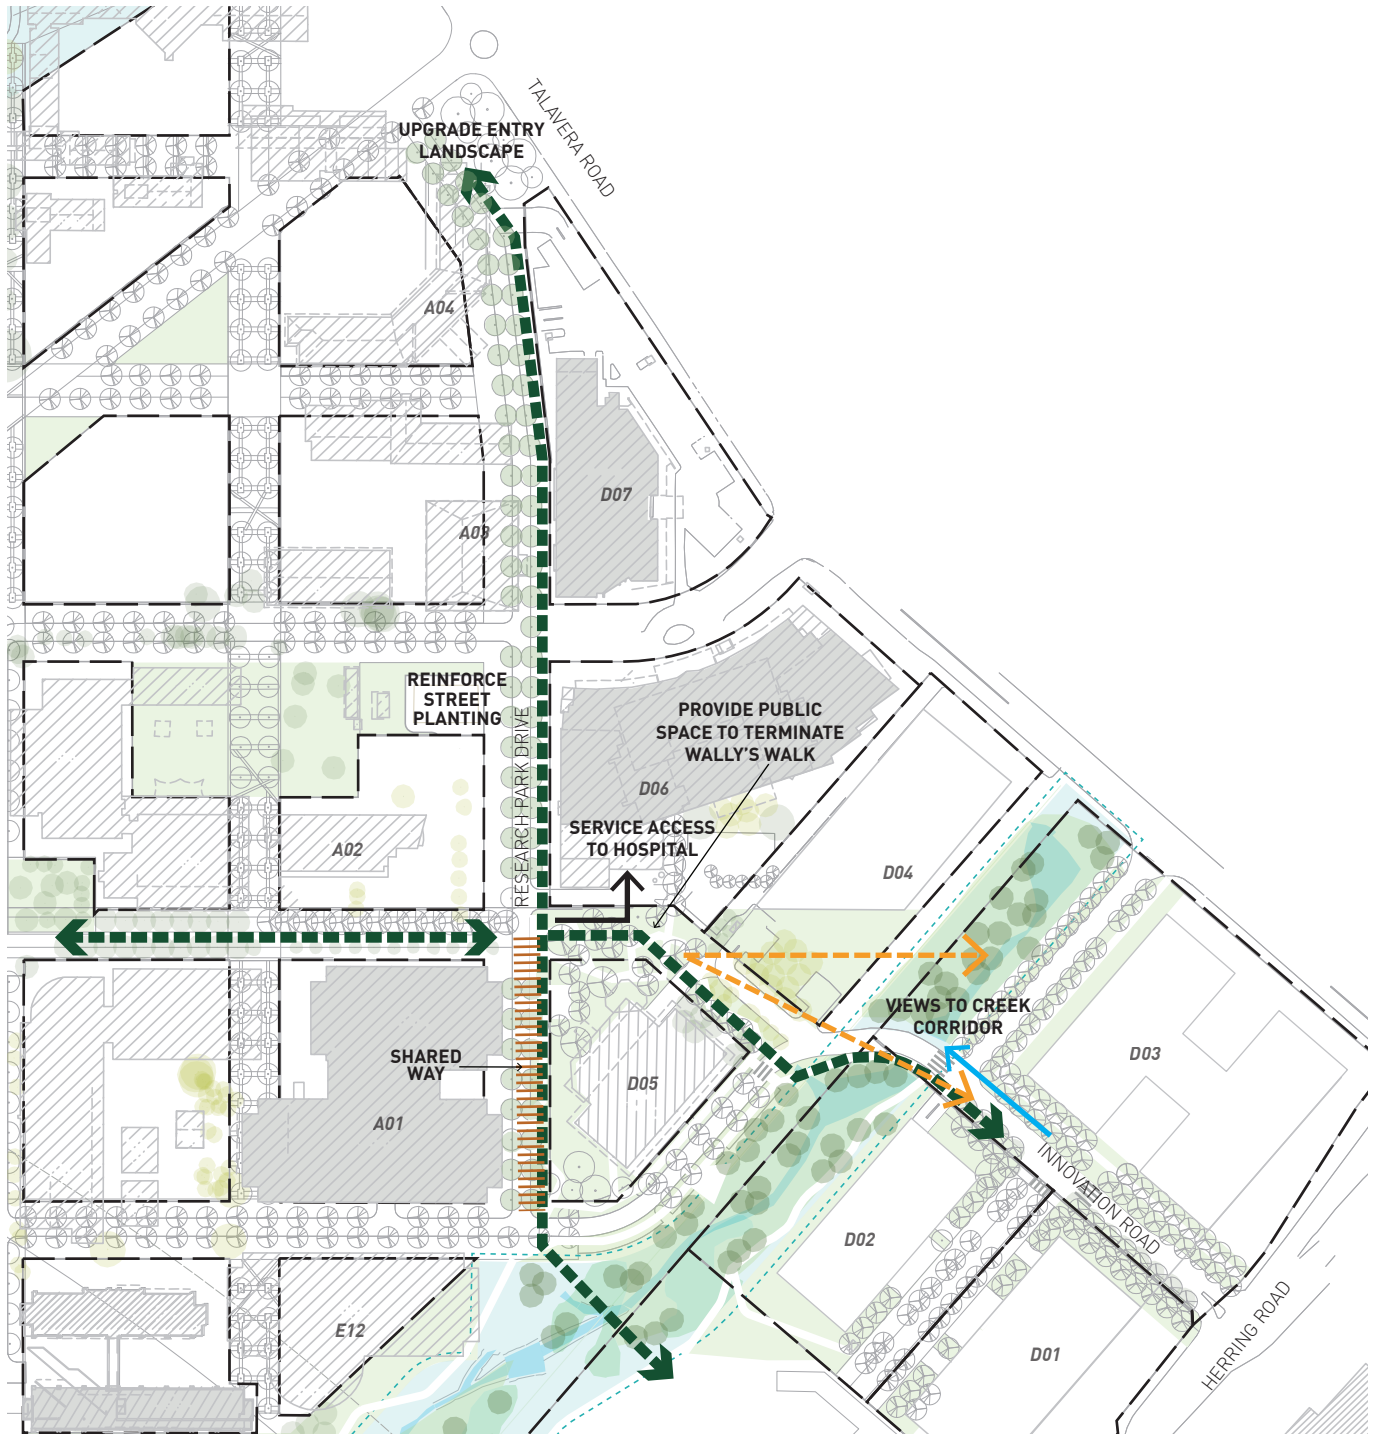 TALAVERA ROAD
UPGRADE ENTRY
LANDSCAPE
A04
D07
A03
REINFORCE
STREET
PLANTING
RESEARCH PARK DRIVE
PROVIDE PUBLIC
SPACE TO TERMINATE
WALLY'S WALK
D06
SERVICE ACCESS
TO HOSPITAL
A02
D04
VIEWS TO CREEK
CORRIDOR
SHARED
WAY
D05
D03
A01
INNOVATION ROAD
D02
HERRING ROAD
E12
D01